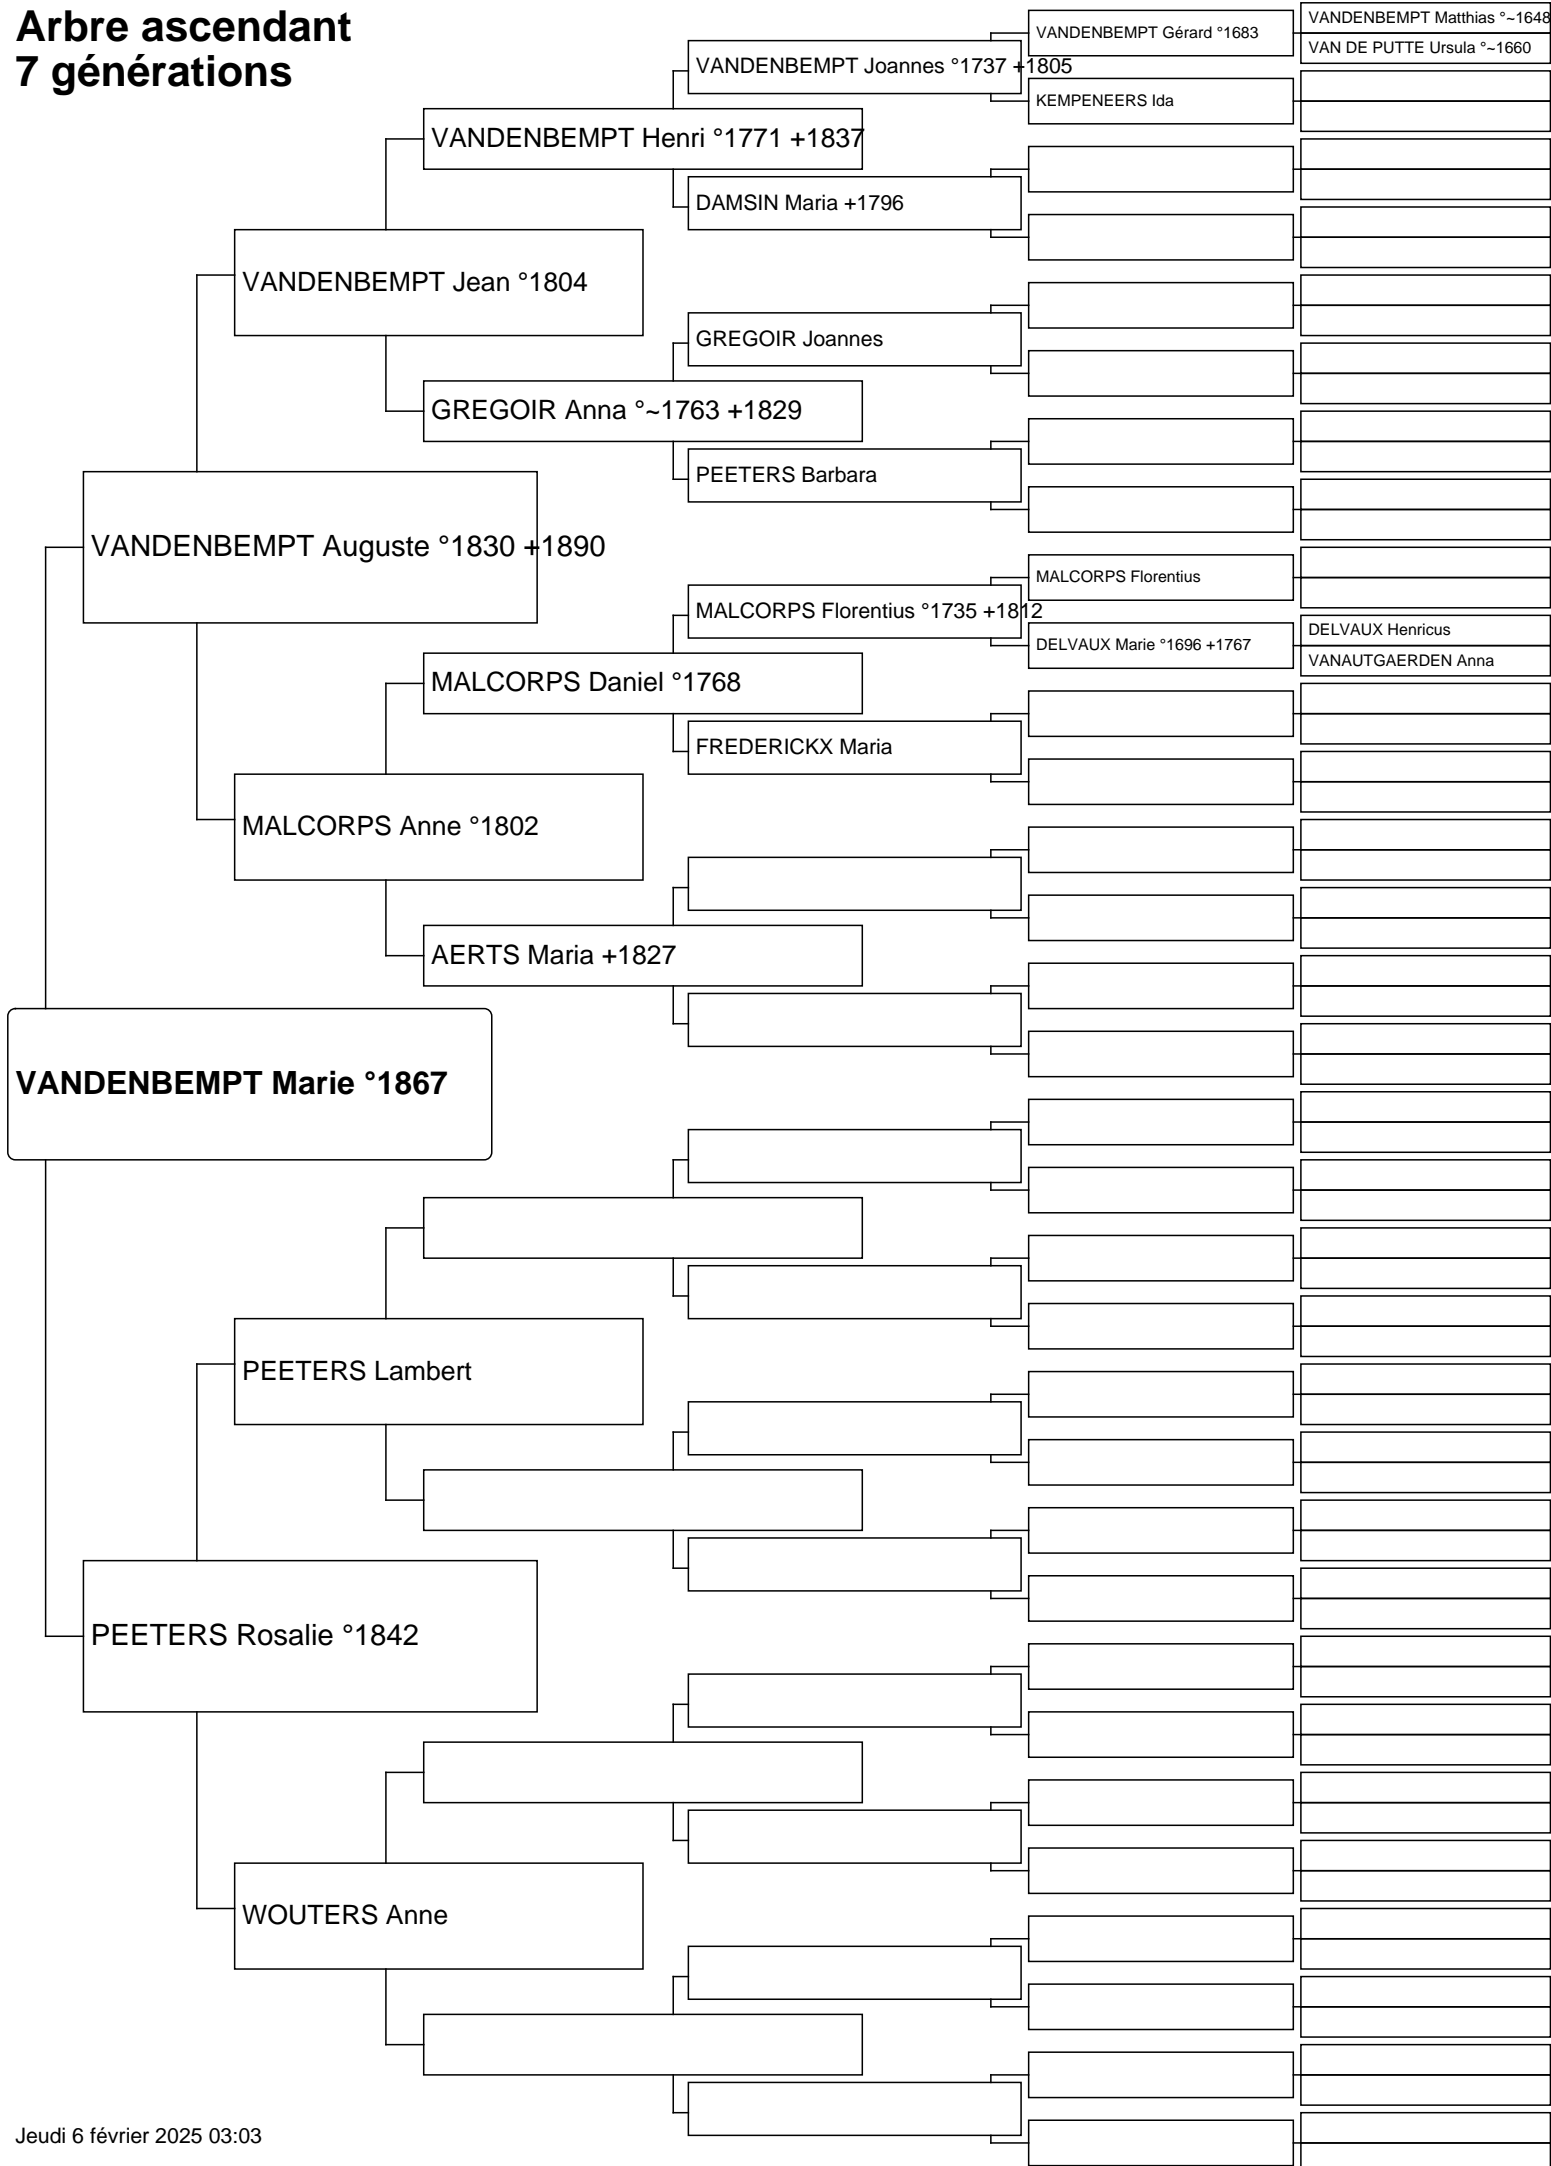 Arbre ascendant
7 générations
VANDENBEMPT Marie °1867
VANDENBEMPT Auguste °1830 +1890
PEETERS Rosalie °1842
VANDENBEMPT Jean °1804
MALCORPS Anne °1802
PEETERS Lambert
WOUTERS Anne
VANDENBEMPT Henri °1771 +1837
GREGOIR Anna °~1763 +1829
MALCORPS Daniel °1768
AERTS Maria +1827
VANDENBEMPT Joannes °1737 +1805
DAMSIN Maria +1796
GREGOIR Joannes
PEETERS Barbara
MALCORPS Florentius °1735 +1812
FREDERICKX Maria
VANDENBEMPT Gérard °1683
KEMPENEERS Ida
MALCORPS Florentius
DELVAUX Marie °1696 +1767
VANDENBEMPT Matthias °~1648
VAN DE PUTTE Ursula °~1660
DELVAUX Henricus
VANAUTGAERDEN Anna
Jeudi 6 février 2025 03:03